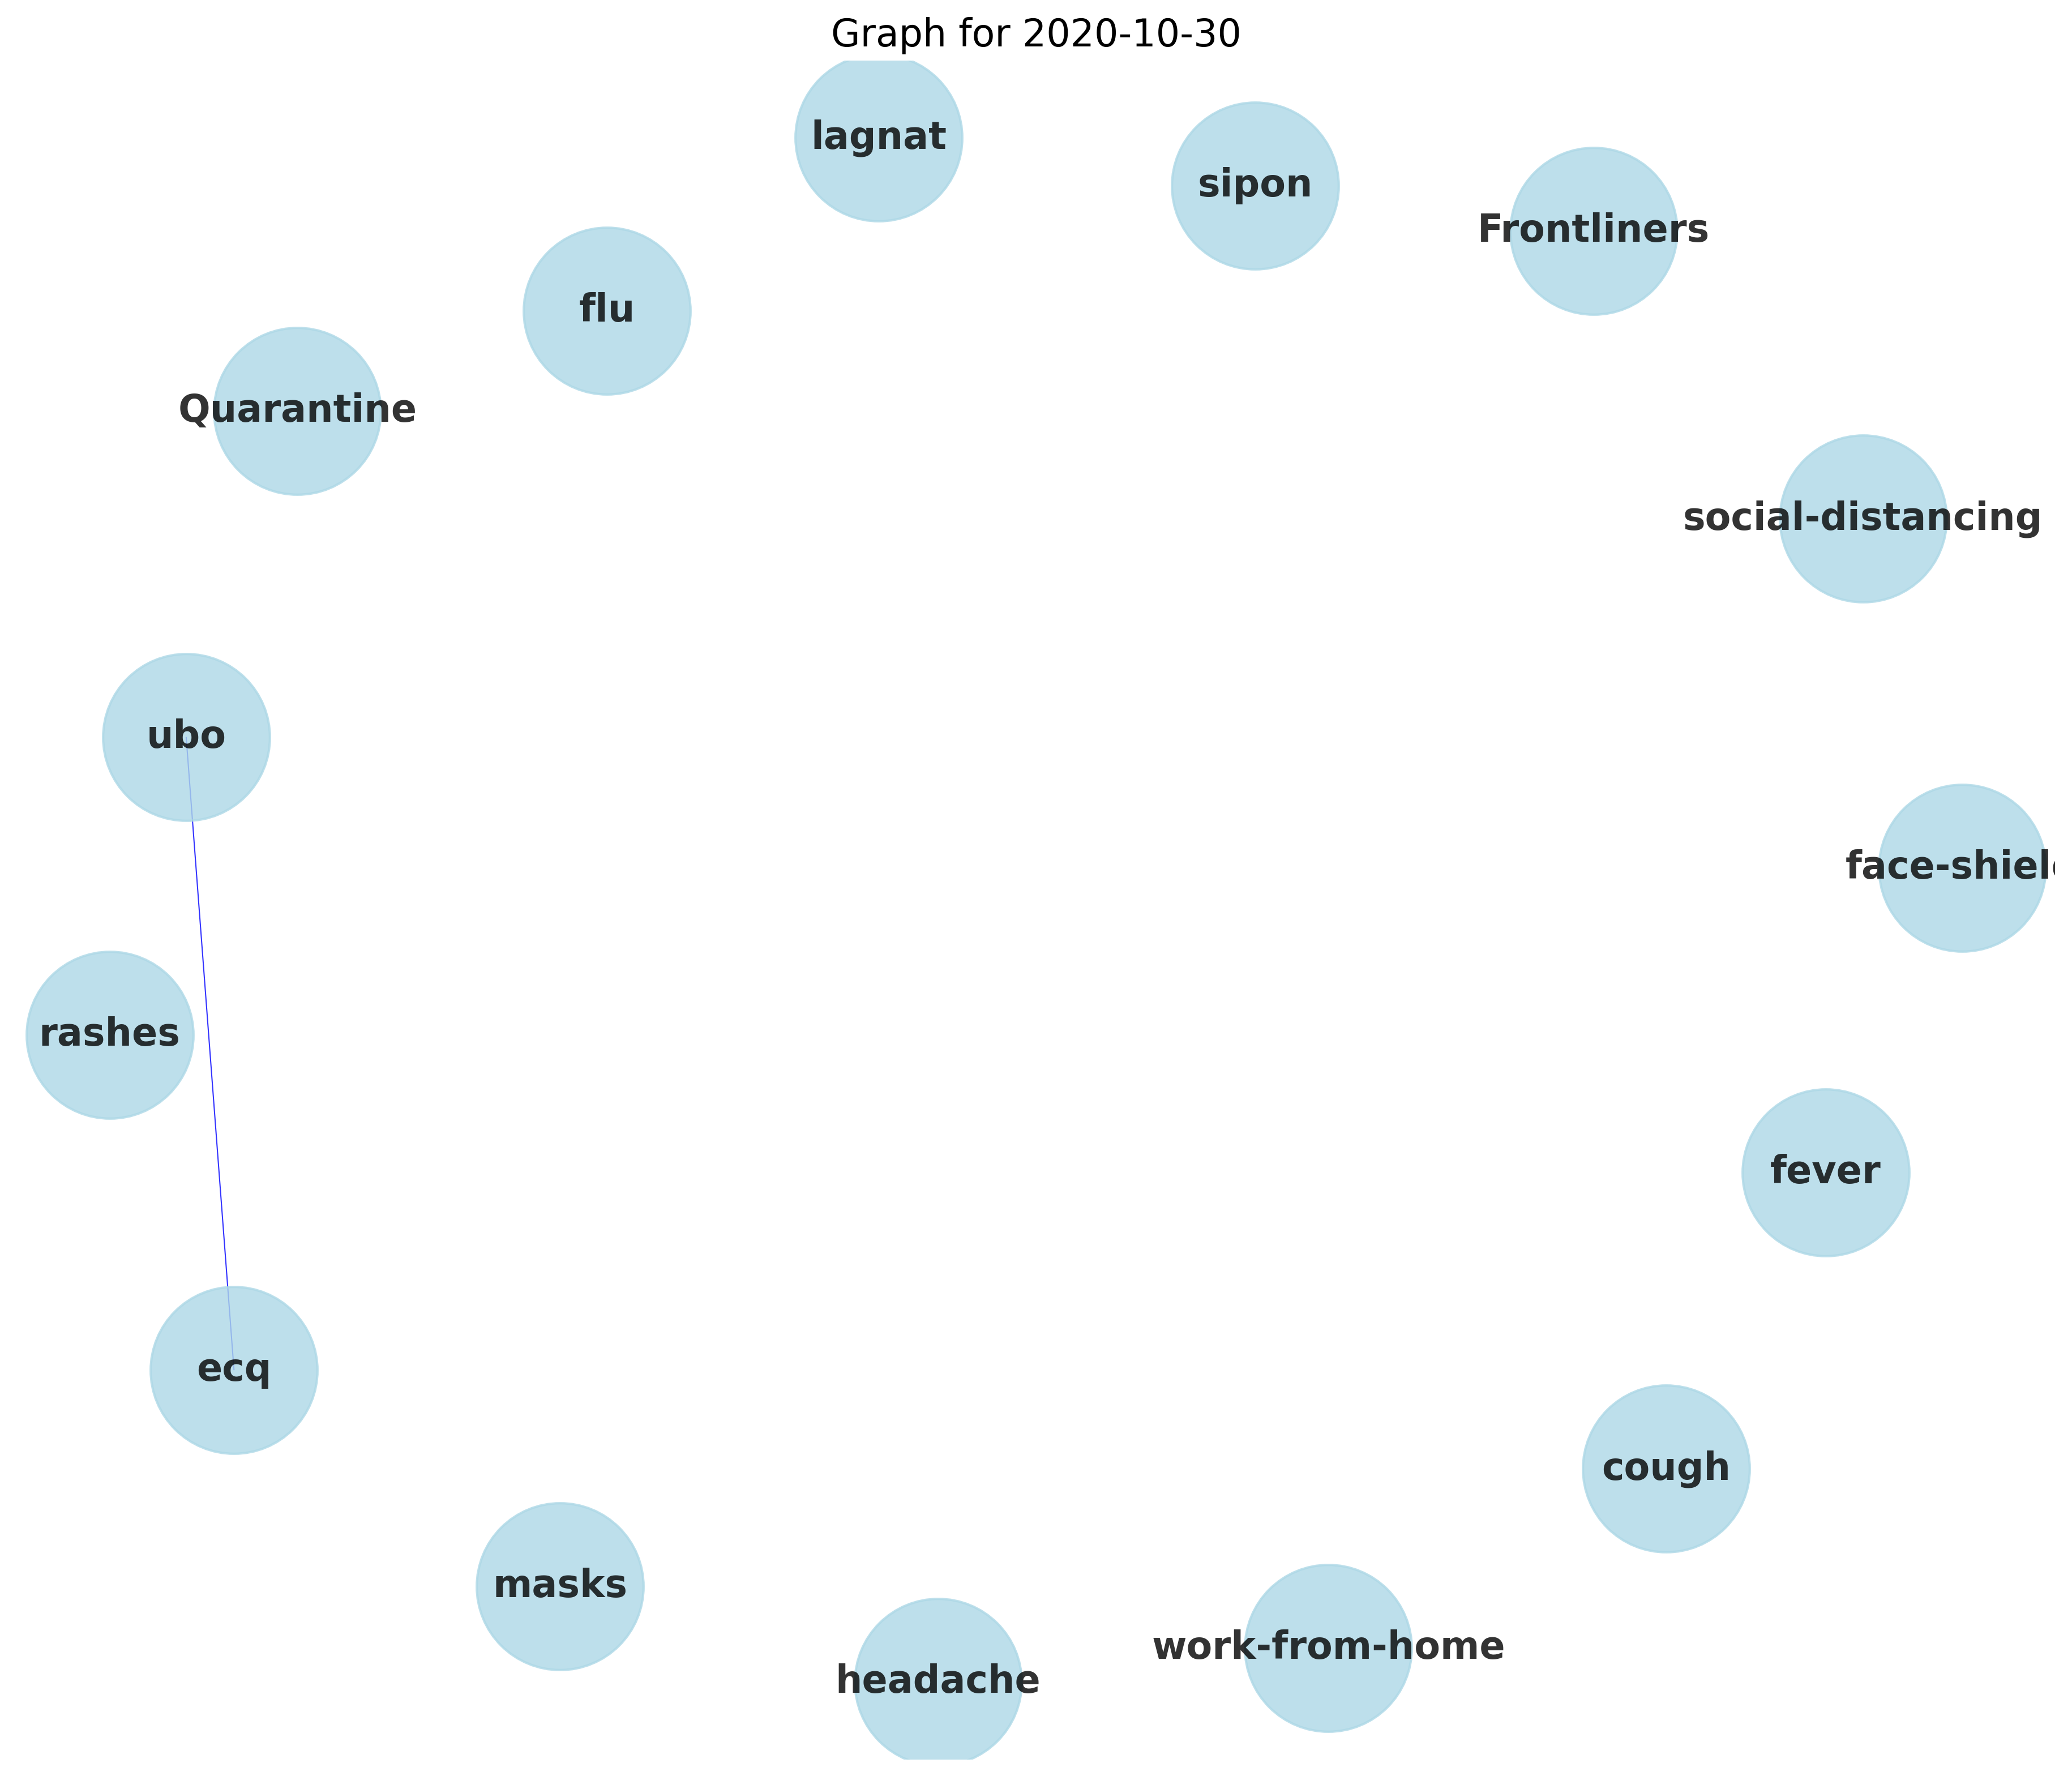 Graph for 2020-10-30
lagnat
sipon
Frontliners
flu
Quarantine
social-distancing
ubo
face-shiel
rashes
fever
ecq
cough
masks
work-from-home
headache